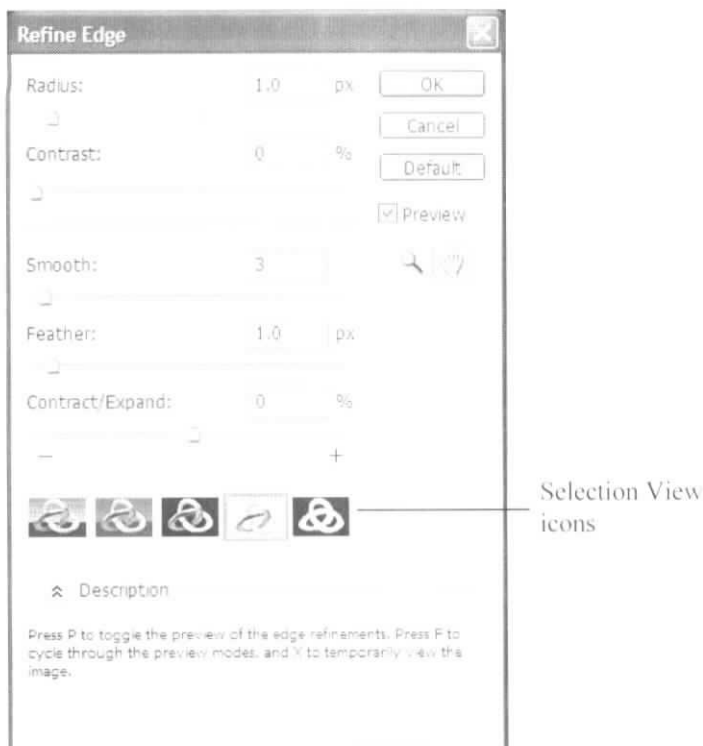 Refine Edge
Radius: 1.0 px
OK
Cancel
Contrast: 0 %
Default
Preview
Smooth: 3
Feather: 1.0 px
Contract/Expand: 0 %
− +
Selection View
icons
Description
Press P to toggle the preview of the edge refinements. Press F to
cycle through the preview modes, and X to temporarily view the
image.